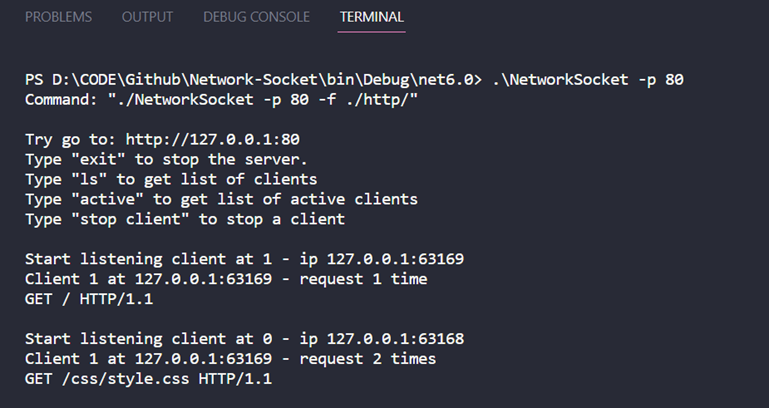 PROBLEMS OUTPUT DEBUG CONSOLE TERMINAL
PS D:\CODE\Github\Network-Socket\bin\Debug\net6.0> .\NetworkSocket -p 80
Command: "./NetworkSocket -p 80 -f ./http/"
Try go to: http://127.0.0.1:80
Type "exit" to stop the server.
Type "ls" to get list of clients
Type "active" to get list of active clients
Type "stop client" to stop a client
Start listening client at 1 - ip 127.0.0.1:63169
Client 1 at 127.0.0.1:63169 - request 1 time
GET / HTTP/1.1
Start listening client at 0 - ip 127.0.0.1:63168
Client 1 at 127.0.0.1:63169 - request 2 times
GET /css/style.css HTTP/1.1